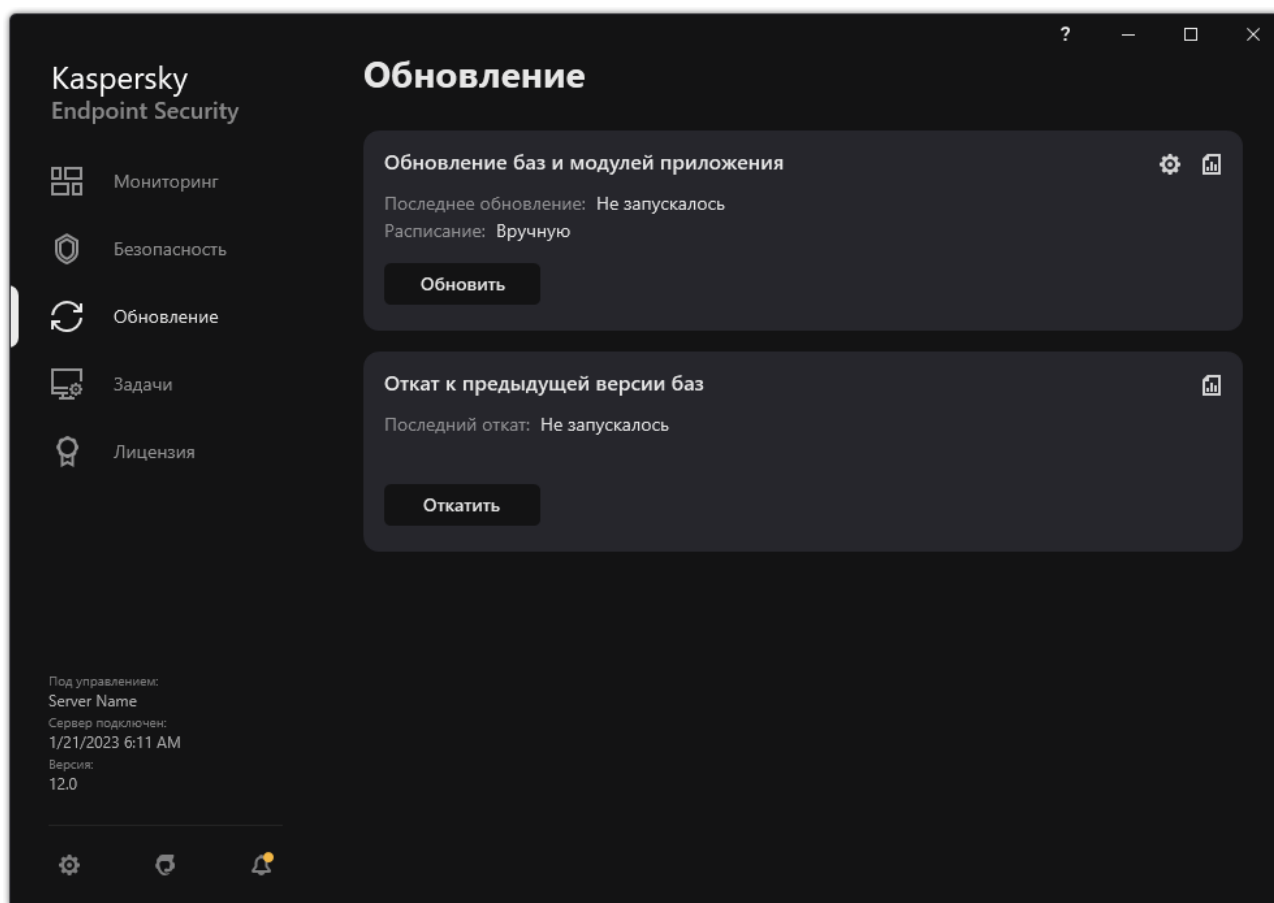 ?
Kaspersky
Endpoint Security
Мониторинг
Безопасность
Обновление
Задачи
Лицензия
Под управлением:
Server Name
Сервер подключен:
1/21/2023 6:11 AM
Версия:
12.0
Обновление
Обновление баз и модулей приложения
Последнее обновление: Не запускалось
Расписание: Вручную
Обновить
Откат к предыдущей версии баз
Последний откат: Не запускалось
Откатить